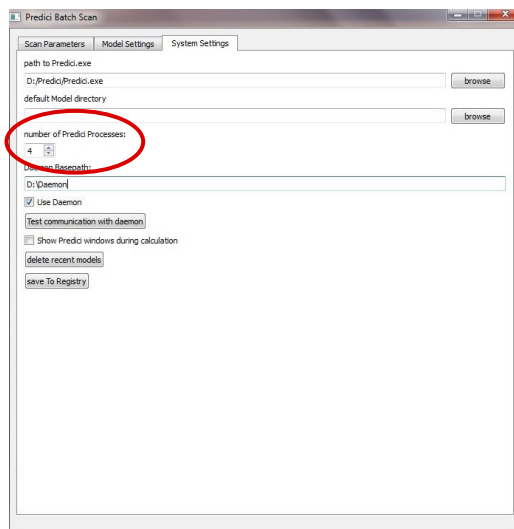 Predici Batch Scan
Scan Parameters Model Settings System Settings
path to Predici.exe
D:/Predici/Predici.exe browse
default Model directory
browse
number of Predici Processes:
4
Daemon Basepath:
D:\Daemon
Use Daemon
Test communication with daemon
Show Predici windows during calculation
delete recent models
save To Registry